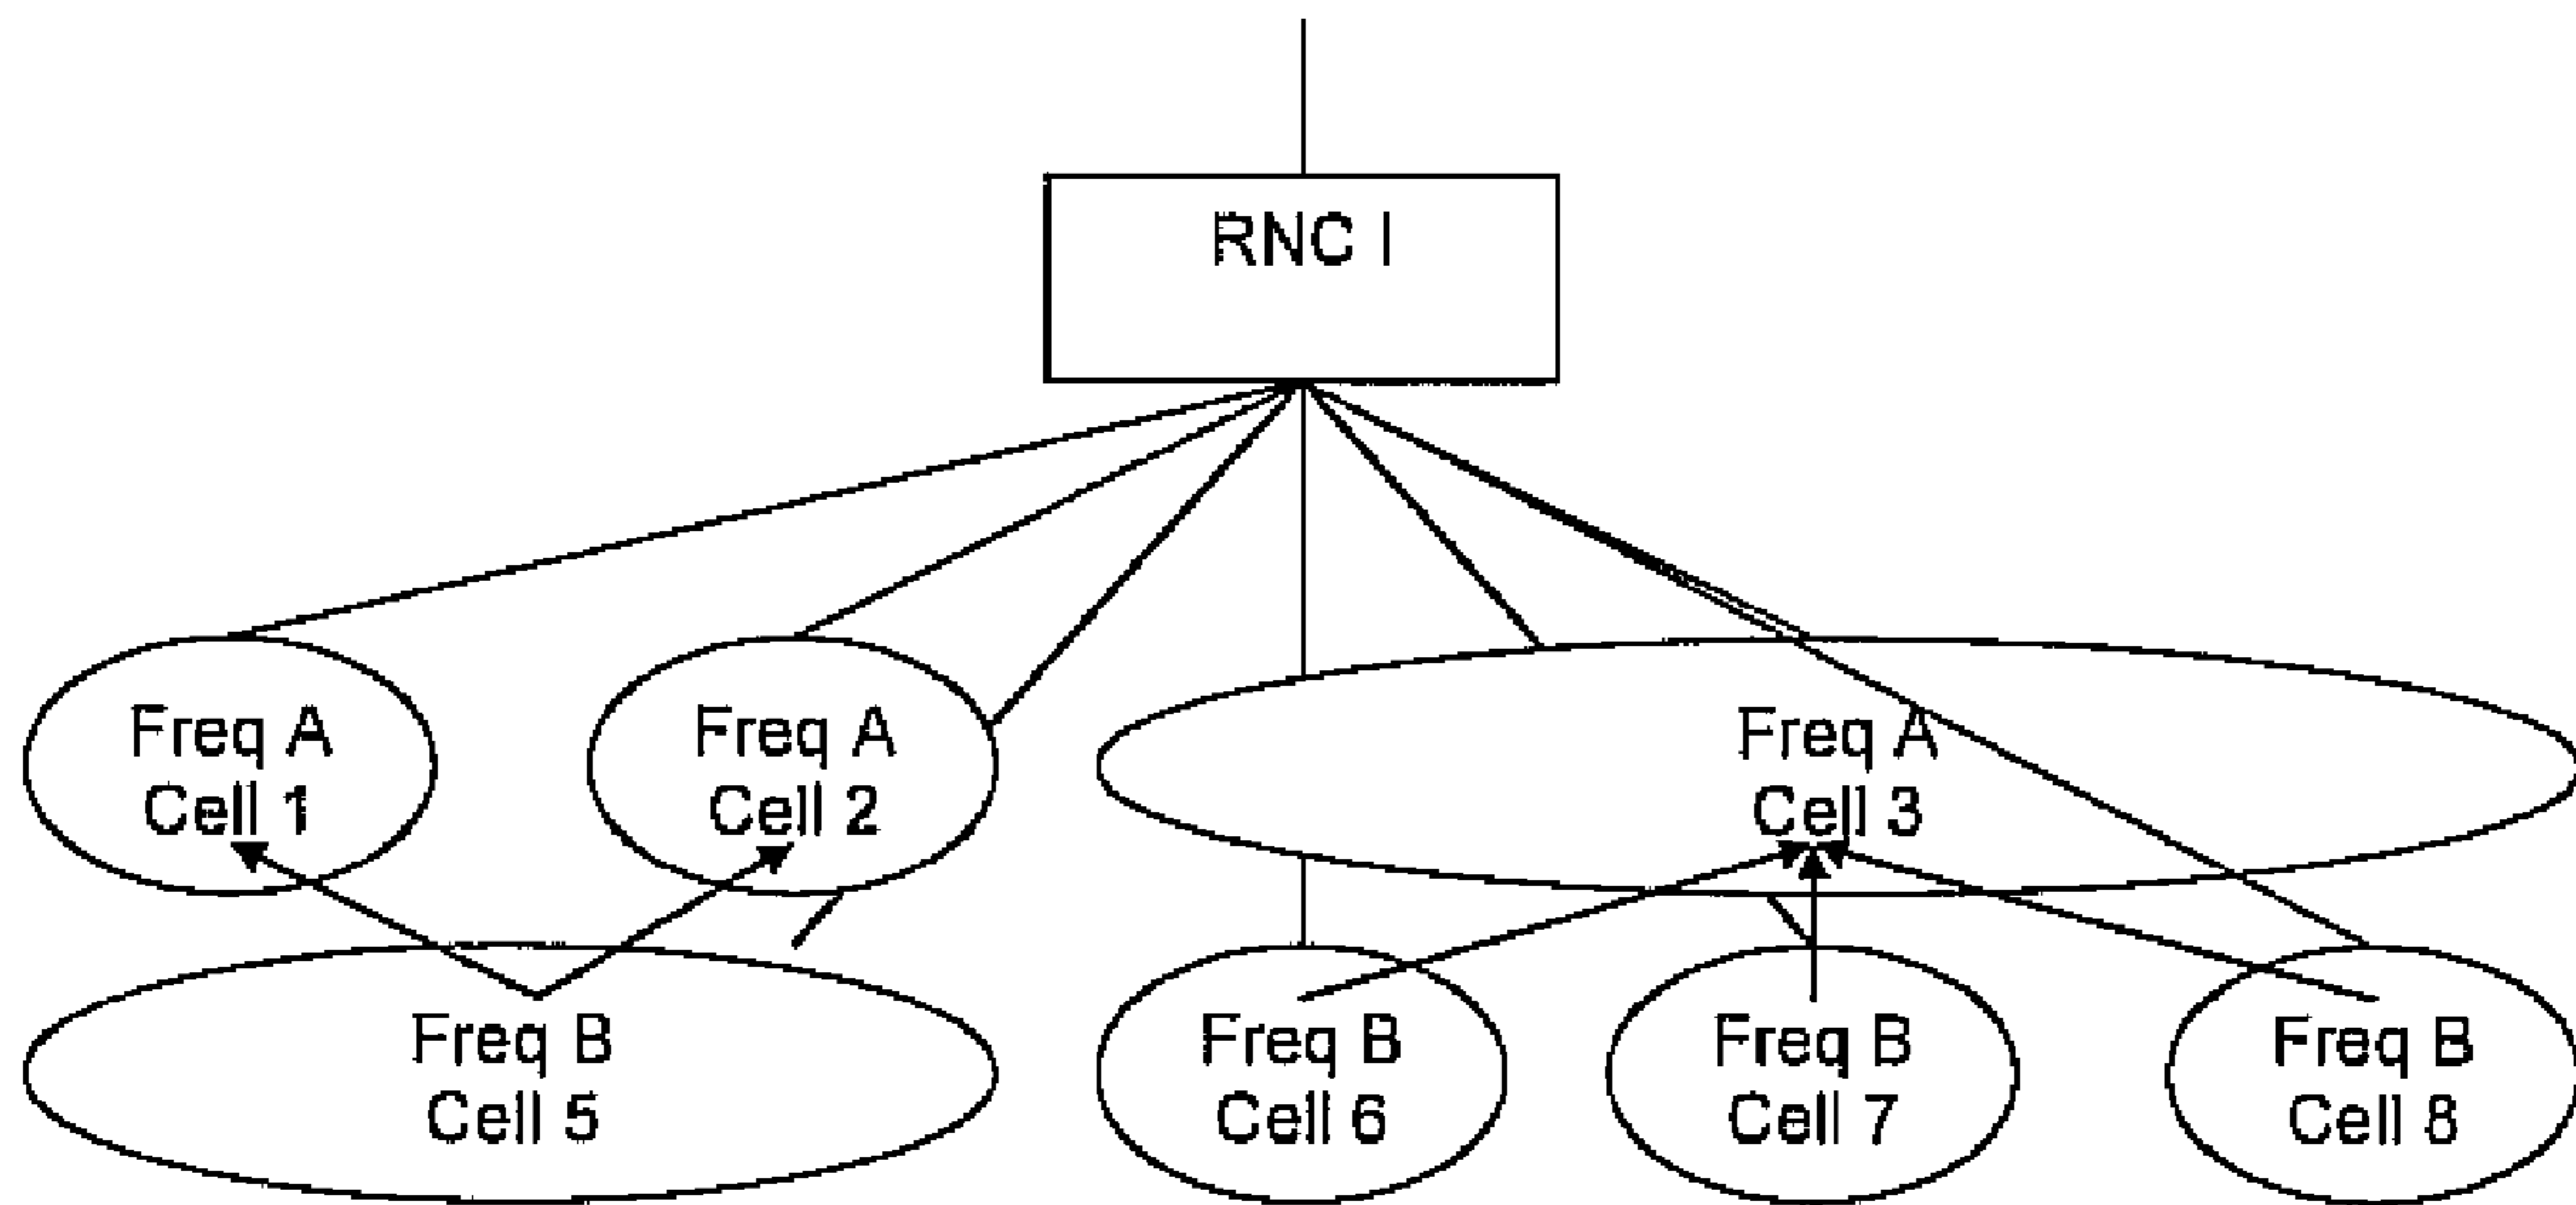 RNC I
Freq A
Cell 1
Freq A
Cell 2
Freq A
Cell 3
Freq B
Cell 5
Freq B
Cell 6
Freq B
Cell 7
Freq B
Cell 8